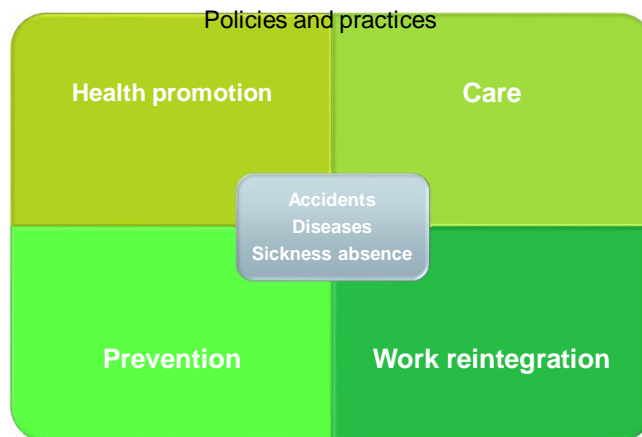 Policies and practices
Health promotion
Care
Accidents
Diseases
Sickness absence
Prevention
Work reintegration